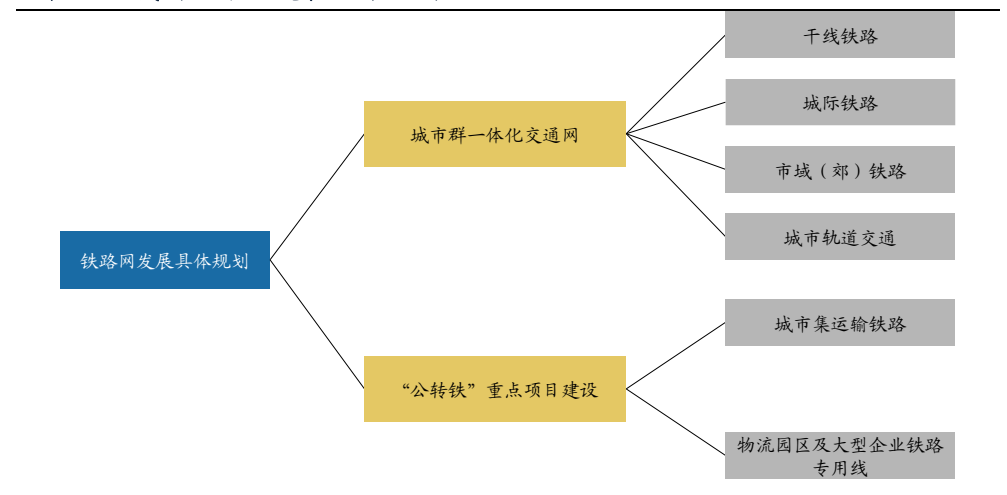 干线铁路
城际铁路
城市群一体化交通网
市域（郊）铁路
城市轨道交通
铁路网发展具体规划
城市集运输铁路
“公转铁”重点项目建设
物流园区及大型企业铁路
专用线